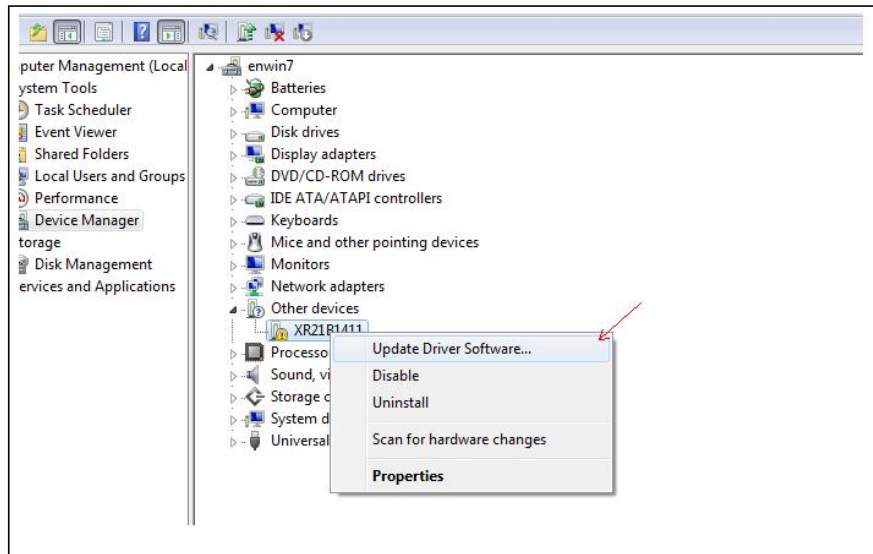 puter Management (Local
ystem Tools
Task Scheduler
Event Viewer
Shared Folders
Local Users and Groups
Performance
Device Manager
torage
Disk Management
ervices and Applications
enwin7
Batteries
Computer
Disk drives
Display adapters
DVD/CD-ROM drives
IDE ATA/ATAPI controllers
Keyboards
Mice and other pointing devices
Monitors
Network adapters
Other devices
XR21B1411
Processo
Sound, vi
Storage c
System d
Universal
Update Driver Software...
Disable
Uninstall
Scan for hardware changes
Properties